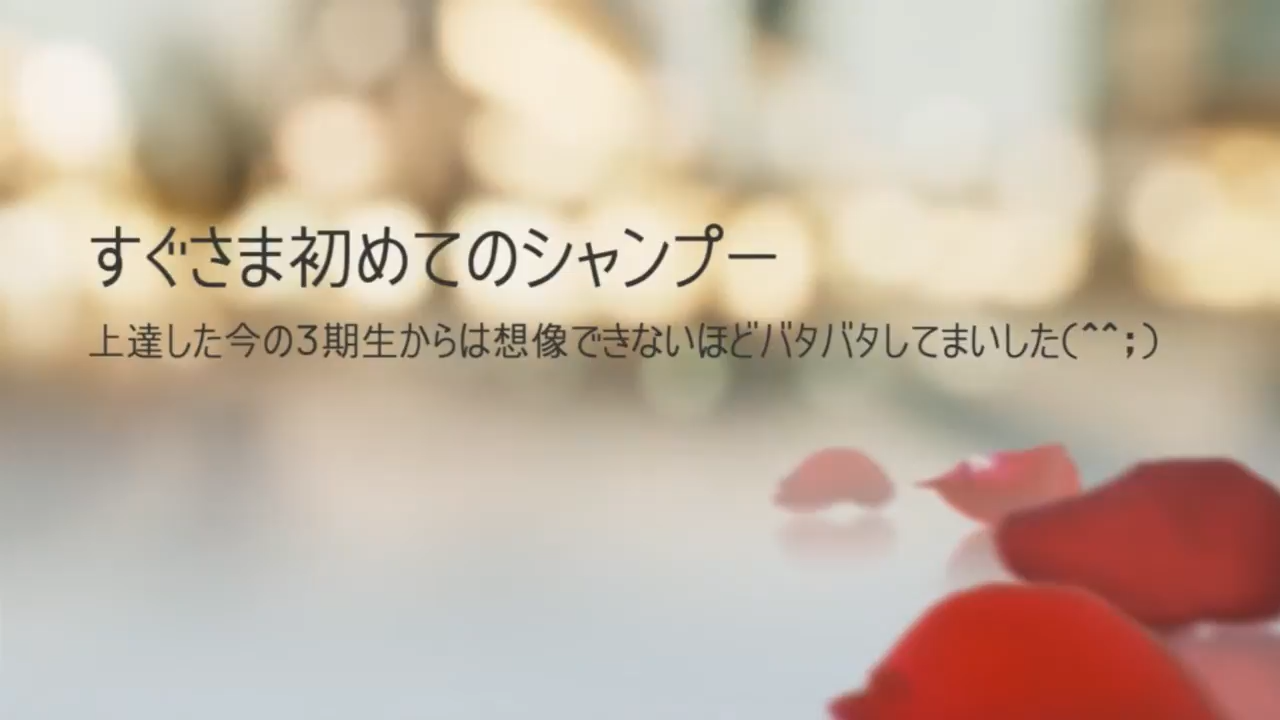 すぐさま初めてのシャンプー
上達した今の3期生からは想像できないほどバタバタしてまいした(^^;)